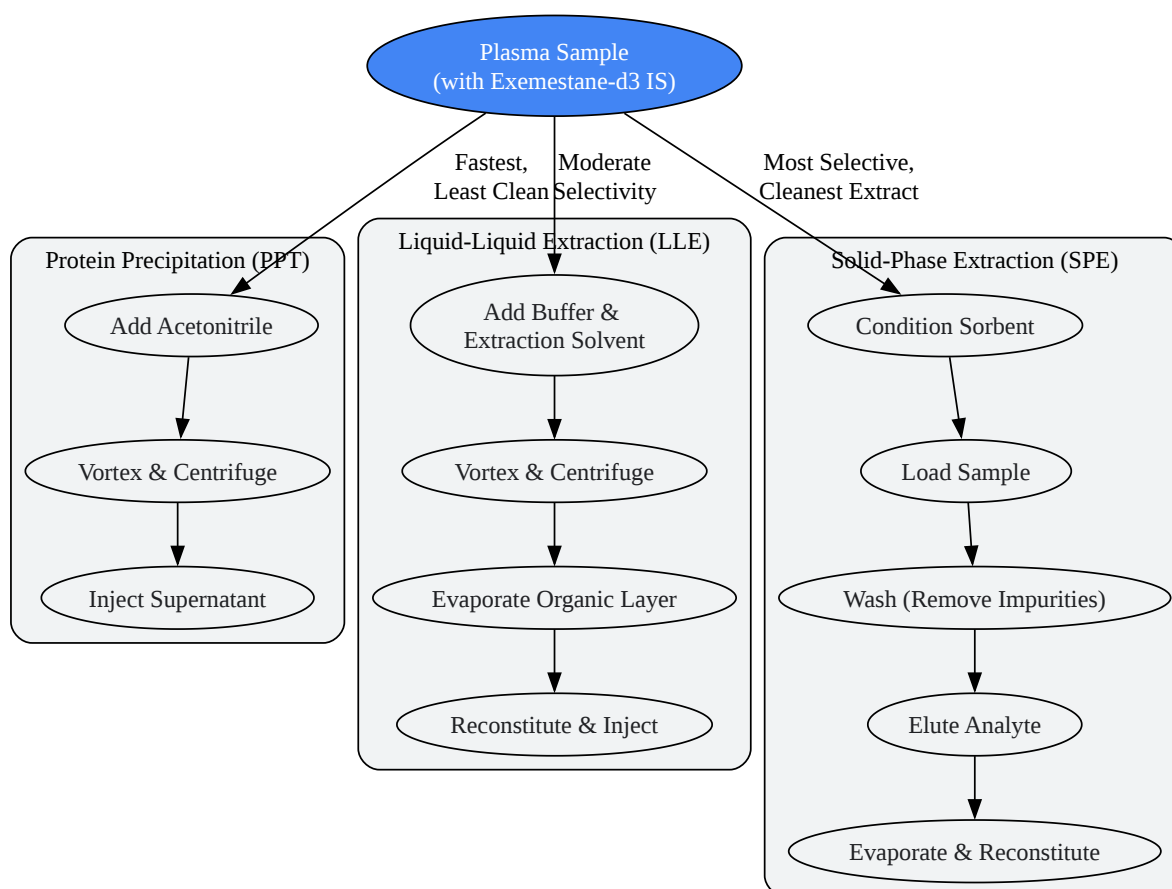 Plasma Sample
(with Exemestane-d3 IS)
Fastest,
Least Clean
Moderate
Selectivity
Most Selective,
Cleanest Extract
Protein Precipitation (PPT)
Add Acetonitrile
Vortex & Centrifuge
Inject Supernatant
Liquid-Liquid Extraction (LLE)
Add Buffer &
Extraction Solvent
Vortex & Centrifuge
Evaporate Organic Layer
Reconstitute & Inject
Solid-Phase Extraction (SPE)
Condition Sorbent
Load Sample
Wash (Remove Impurities)
Elute Analyte
Evaporate & Reconstitute